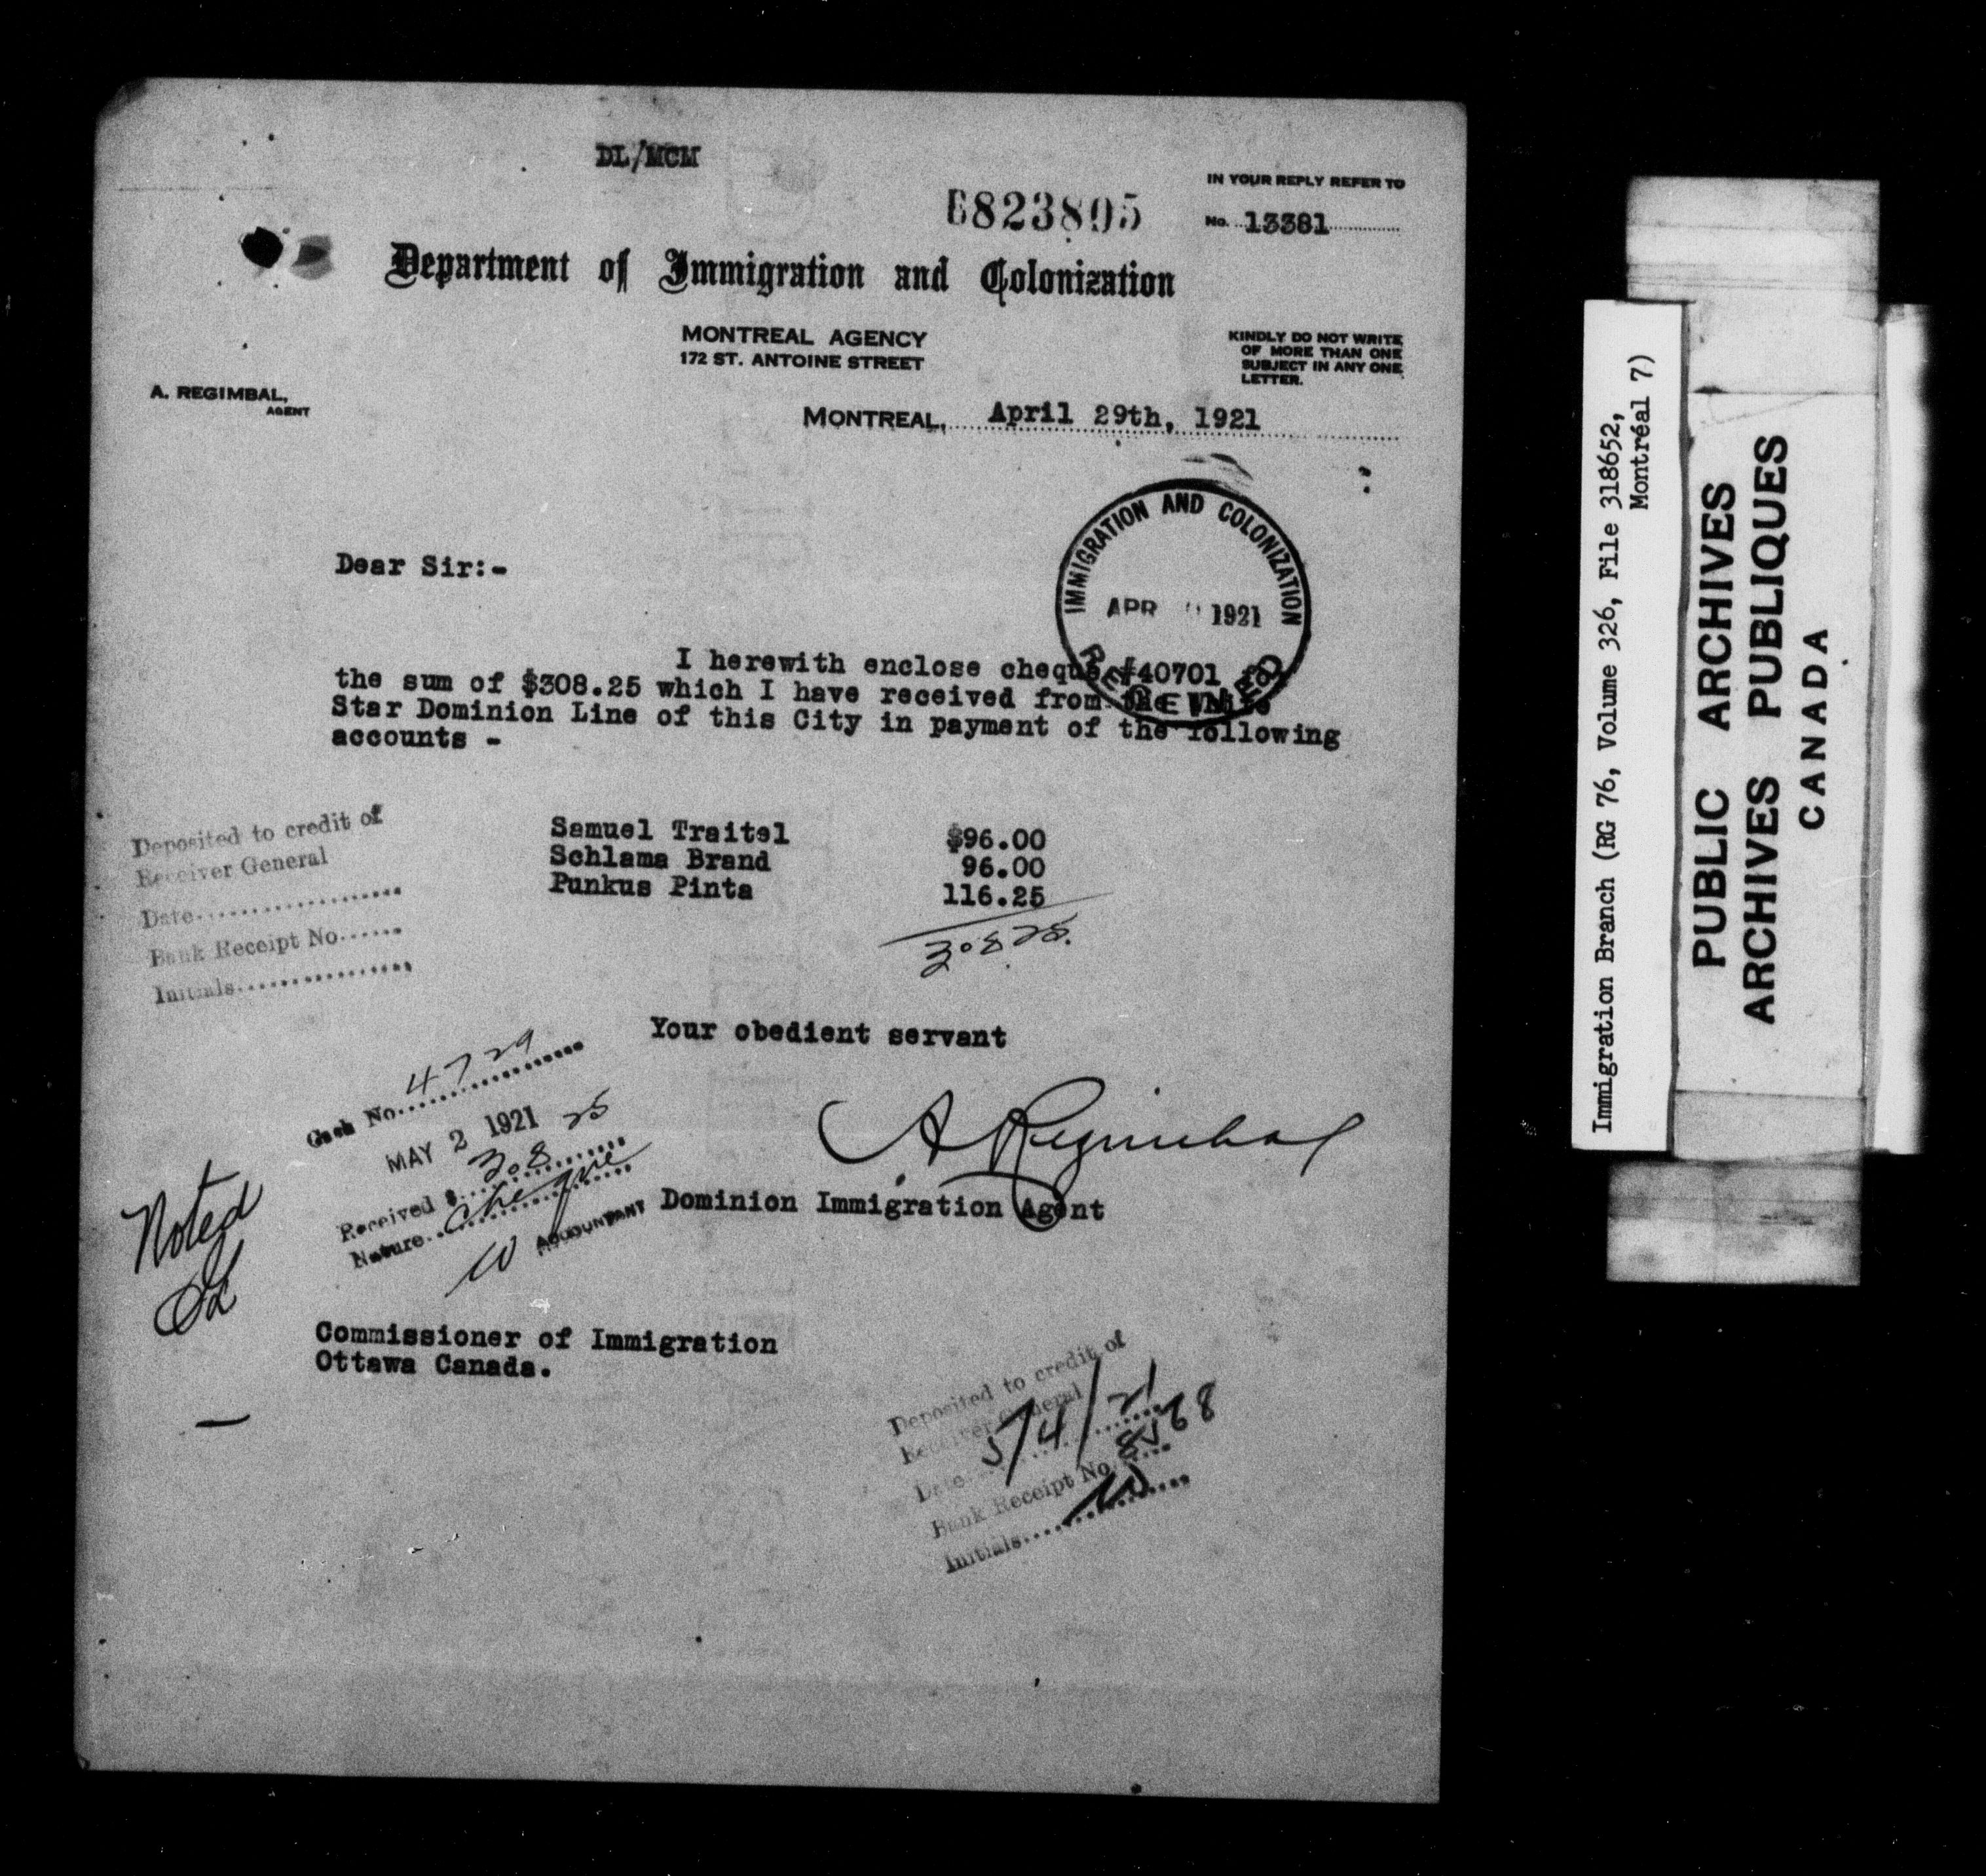 DL/MCM
IN YOUR REPLY REFER TO
B823805
No. 13381
Department of Immigration and Colonization
MONTREAL AGENCY
172 ST. ANTOINE STREET
KINDLY DO NOT WRITE
OF MORE THAN ONE
SUBJECT IN ANY ONE
LETTER.
A. REGIMBAL,
AGENT
MONTREAL, April 29th, 1921
IMMIGRATION AND COLONIZATION
APR 1921
RECEIVED
Dear Sir:-
I herewith enclose cheque #40701 for
the sum of $308.25 which I have received from the White
Star Dominion Line of this City in payment of the following
accounts -
Samuel Traitel $96.00
Schlama Brand 96.00
Punkus Pinta 116.25
308 25.
Deposited to credit of
Receiver General
Date
Bank Receipt No
Initials
Your obedient servant
A Regimbal
Dominion Immigration Agent
Cash No. 4729
MAY 2 1921
Received $ 308 25
Nature cheque
ACCOUNTANT
Noted
Commissioner of Immigration
Ottawa Canada.
Deposited to credit of
Receiver General
Date 5/4/21
Bank Receipt No
Initials
Immigration Branch (RG 76, Volume 326, File 318652,
Montréal 7)
PUBLIC ARCHIVES
ARCHIVES PUBLIQUES
CANADA